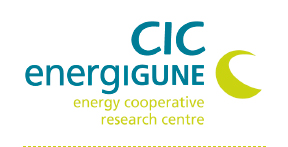 CIC
energiGUNE
energy cooperative
research centre